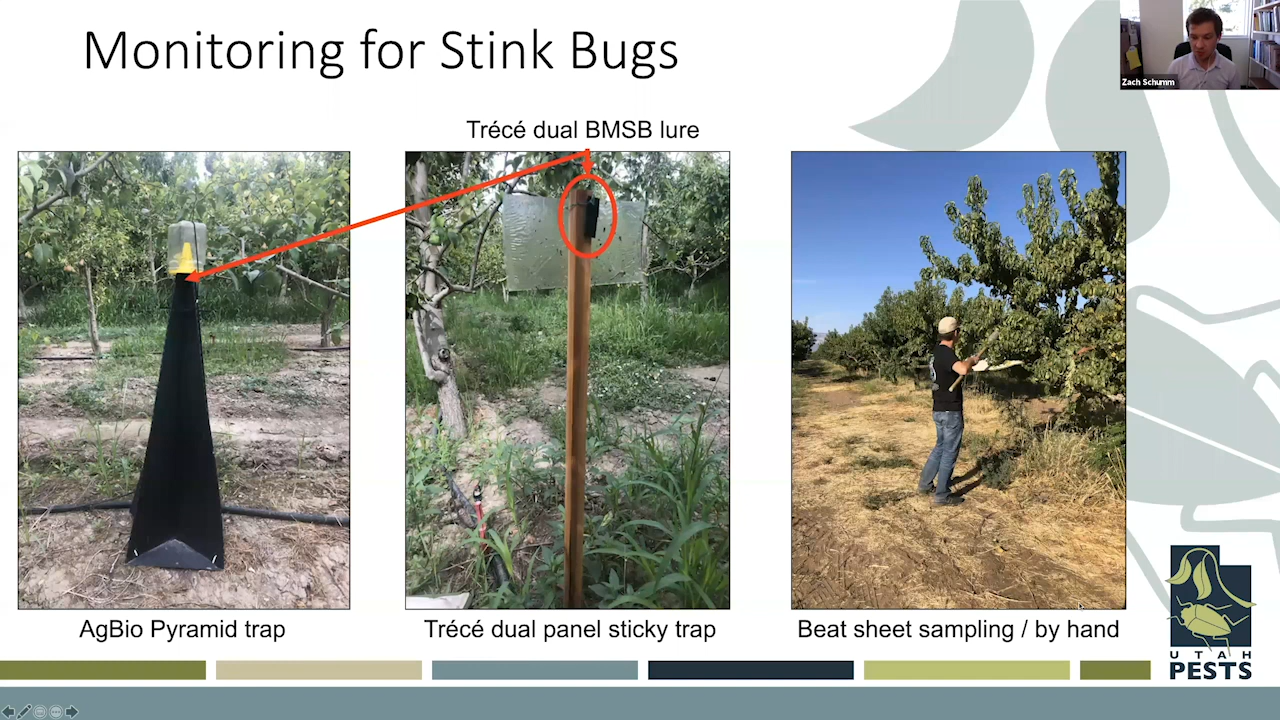 Monitoring for Stink Bugs
Zach Schumm
Trécé dual BMSB lure
AgBio Pyramid trap
Trécé dual panel sticky trap
Beat sheet sampling / by hand
UTAH
PESTS